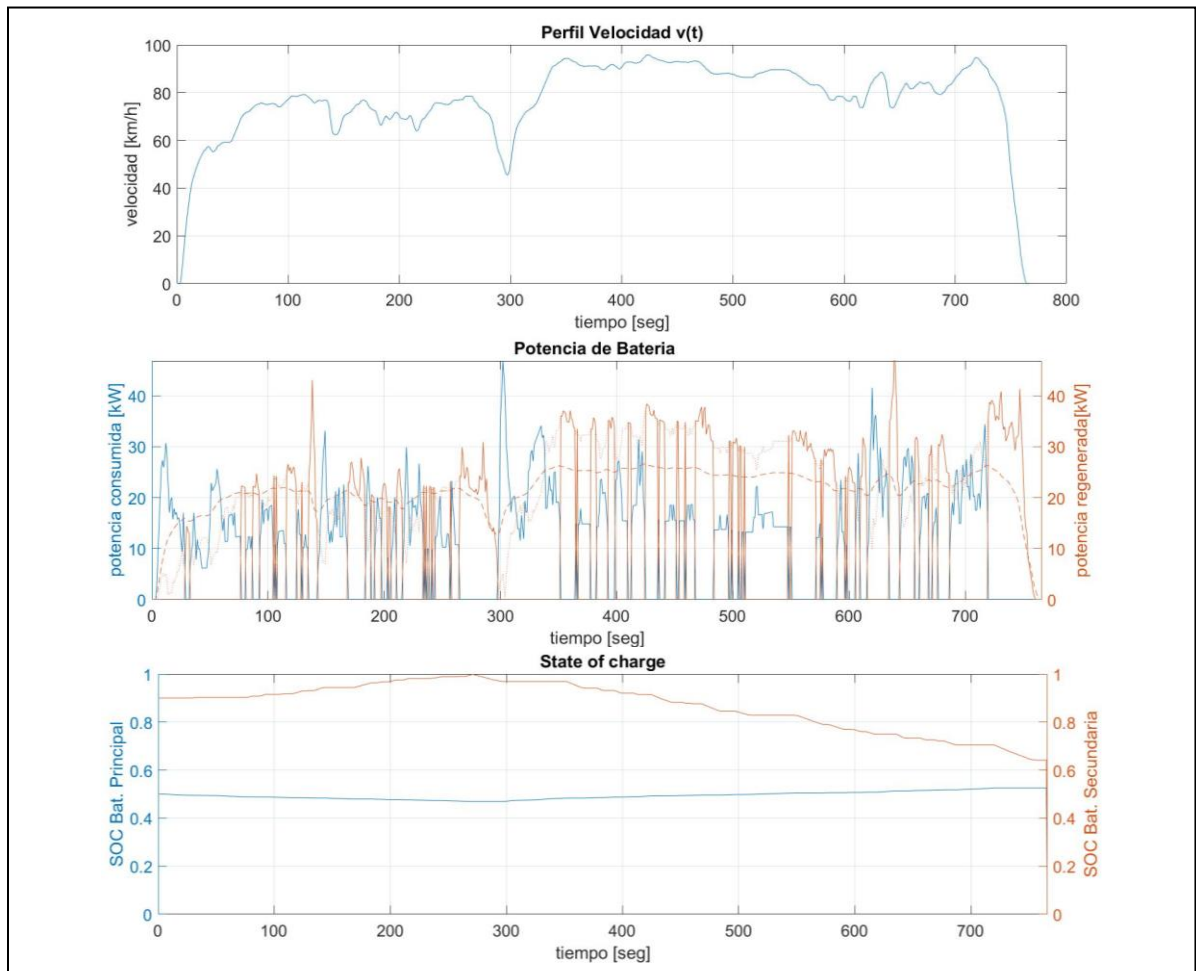 Perfil Velocidad v(t)
100
80
60
40
20
0
velocidad [km/h]
0 100 200 300 400 500 600 700 800
tiempo [seg]
Potencia de Bateria
40 40
30 30
20 20
10 10
0 0
potencia consumida [kW]
potencia regenerada[kW]
100 200 300 400 500 600 700
tiempo [seg]
State of charge
1 1
0.8 0.8
0.6 0.6
0.4 0.4
0.2 0.2
0 0
SOC Bat. Principal
SOC Bat. Secundaria
0 100 200 300 400 500 600 700
tiempo [seg]